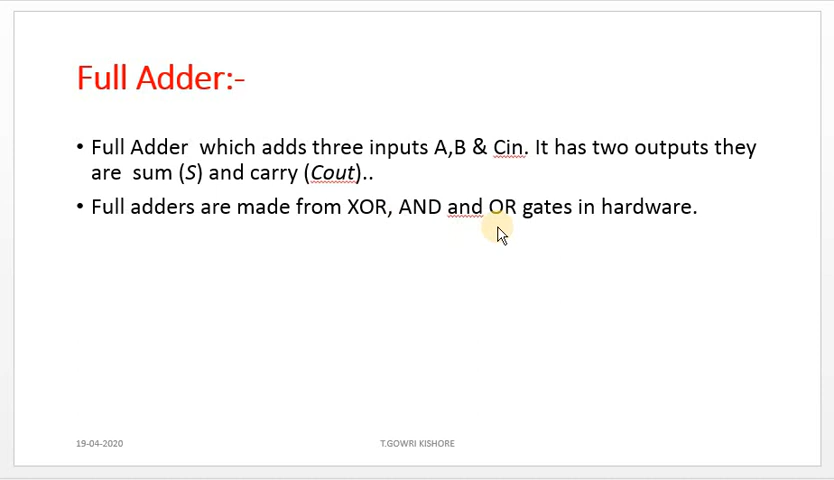 Full Adder:-
• Full Adder which adds three inputs A,B & Cin. It has two outputs they
are sum (S) and carry (Cout)..
• Full adders are made from XOR, AND and OR gates in hardware.
19-04-2020
T.GOWRI KISHORE